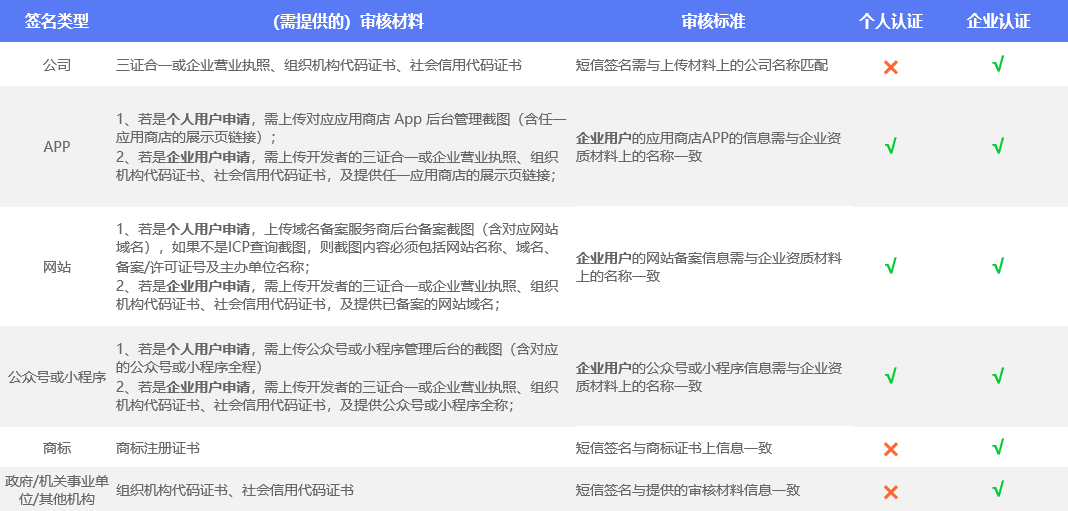 签名类型 (需提供的) 审核材料 审核标准 个人认证 企业认证
公司 三证合一或企业营业执照、组织机构代码证书、社会信用代码证书 短信签名需与上传材料上的公司名称匹配 × √
APP
1、若是个人用户申请，需上传对应应用商店 App 后台管理截图（含任一
应用商店的展示页链接）；
2、若是企业用户申请，需上传开发者的三证合一或企业营业执照、组织
机构代码证书、社会信用代码证书，及提供任一应用商店的展示页链接；
企业用户的应用商店APP的信息需与企业资
质材料上的名称一致
√ √
网站
1、若是个人用户申请，上传域名备案服务商后台备案截图（含对应网站
域名），如果不是ICP查询截图，则截图内容必须包括网站名称、域名、
备案/许可证号及主办单位名称；
2、若是企业用户申请，需上传开发者的三证合一或企业营业执照、组织
机构代码证书、社会信用代码证书，及提供已备案的网站域名；
企业用户的网站备案信息需与企业资质材料
上的名称一致
√ √
公众号或小程序
1、若是个人用户申请，需上传公众号或小程序管理后台的截图（含对应
的公众号或小程序全程）
2、若是企业用户申请，需上传开发者的三证合一或企业营业执照、组织
机构代码证书、社会信用代码证书，及提供公众号或小程序全称；
企业用户的公众号或小程序信息需与企业资
质材料上的名称一致
√ √
商标 商标注册证书 短信签名与商标证书上信息一致 × √
政府/机关事业单
位/其他机构
组织机构代码证书、社会信用代码证书 短信签名与提供的审核材料信息一致 × √